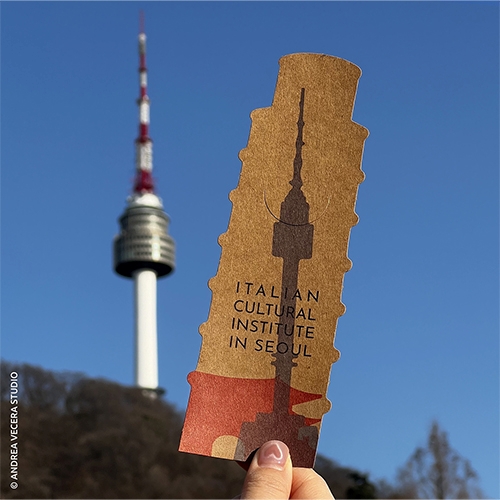 ITALIAN
CULTURAL
INSTITUTE
IN SEOUL
© ANDREA VECERA STUDIO